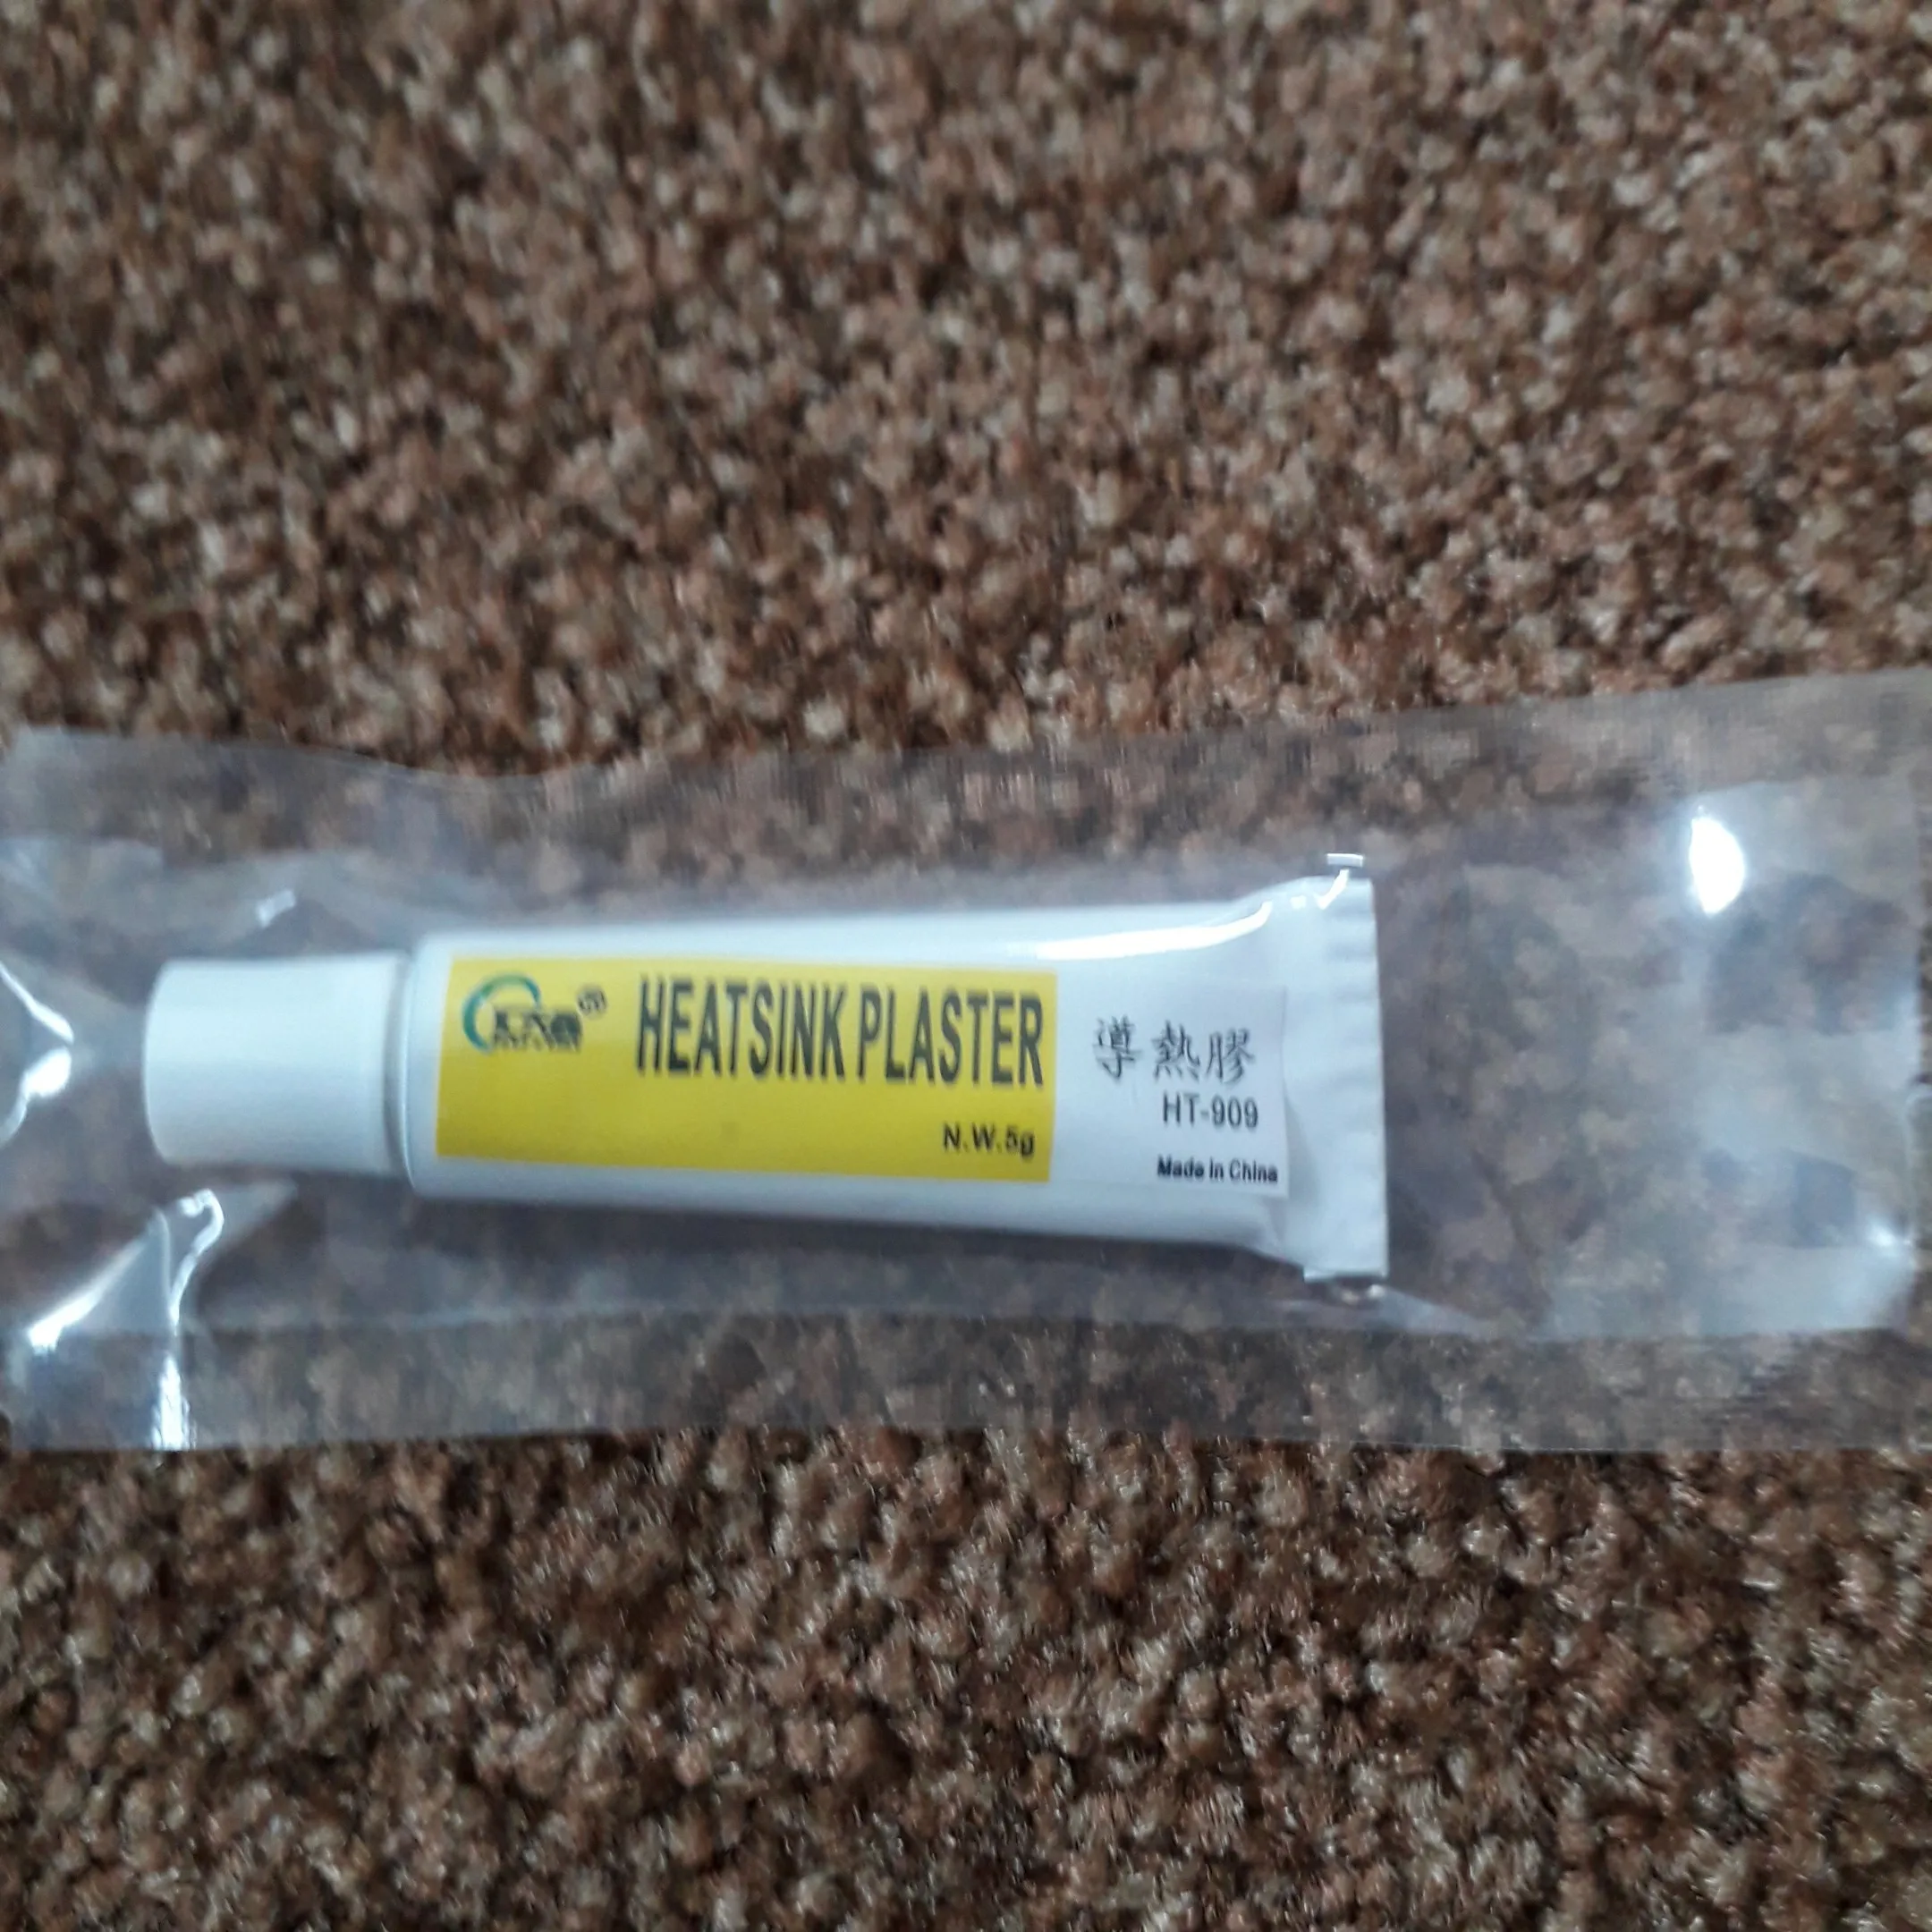 HEATSINK PLASTER
N.W.5g
導熱膠
HT-909
Made in China